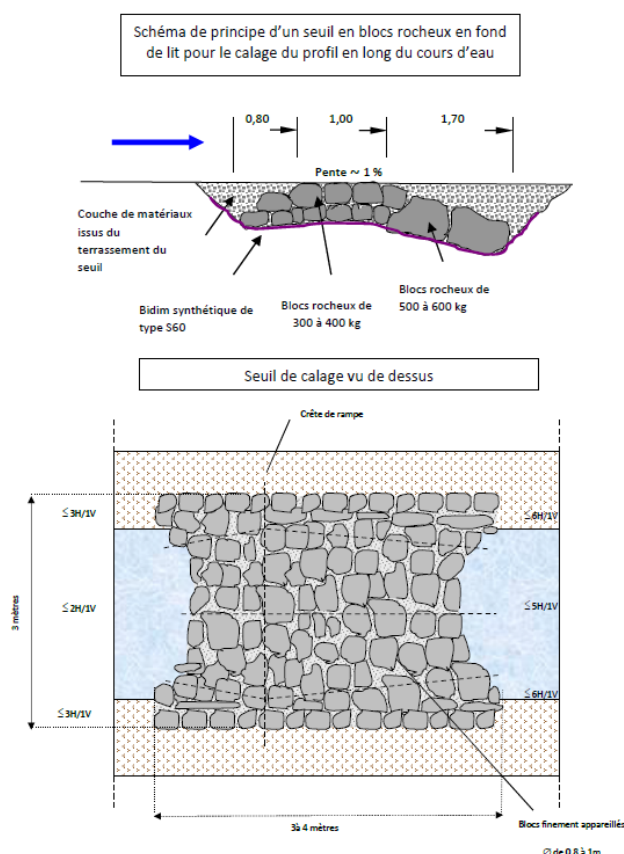 Schéma de principe d'un seuil en blocs rocheux en fond
de lit pour le calage du profil en long du cours d'eau
0,80
1,00
1,70
Pente ~ 1 %
Couche de matériaux
issus du
terrassement du
seuil
Bidim synthétique de
type S60
Blocs rocheux de
300 à 400 kg
Blocs rocheux de
500 à 600 kg
Seuil de calage vu de dessus
Crête de rampe
≤3H/1V
≤6H/1V
3 mètres
≤2H/1V
≤5H/1V
≤6H/1V
≤3H/1V
3à 4 mètres
Blocs finement appareillés
∅ de 0,8 à 1m